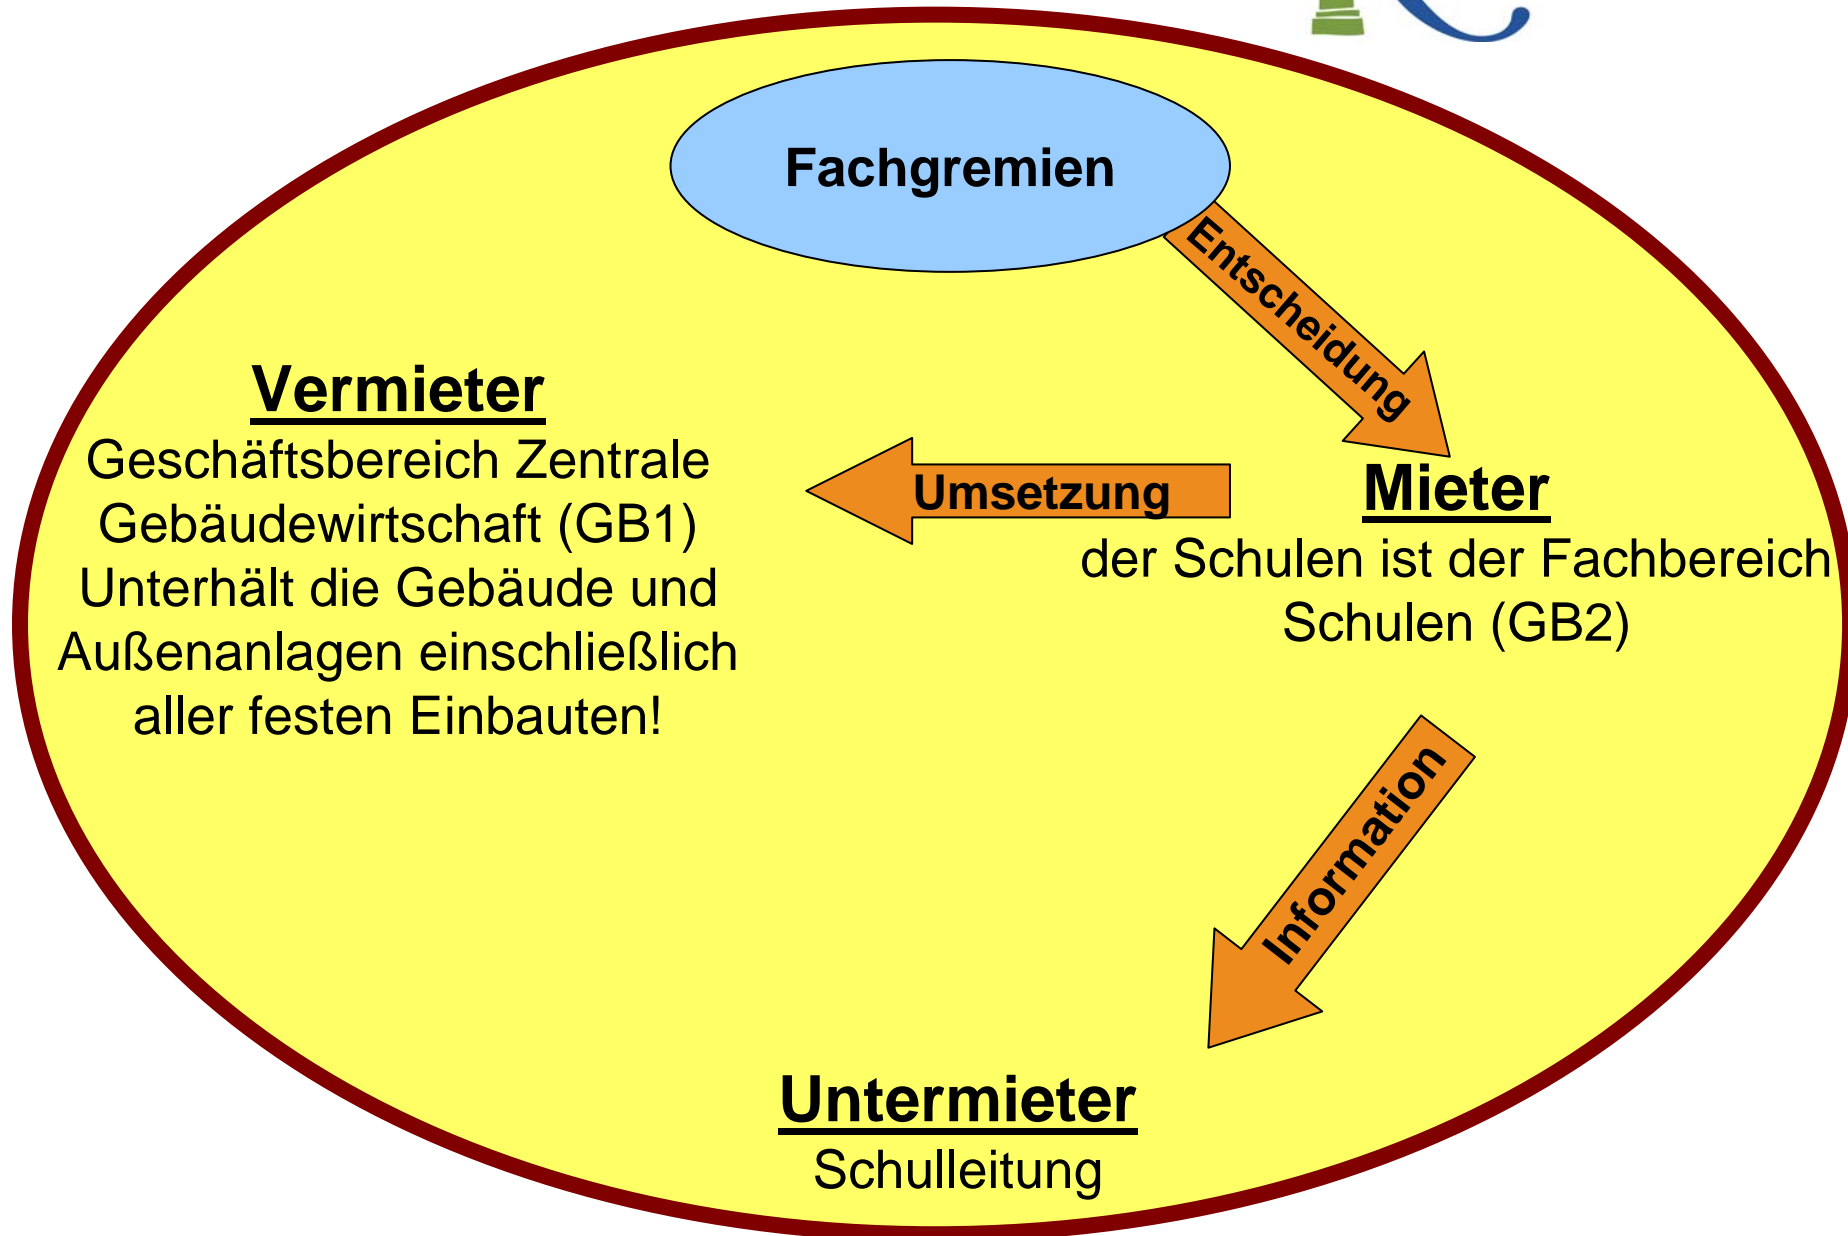 Fachgremien
Entscheidung
Vermieter
Geschäftsbereich Zentrale
Gebäudewirtschaft (GB1)
Unterhält die Gebäude und
Außenanlagen einschließlich
aller festen Einbauten!
Umsetzung
Mieter
der Schulen ist der Fachbereich
Schulen (GB2)
Information
Untermieter
Schulleitung